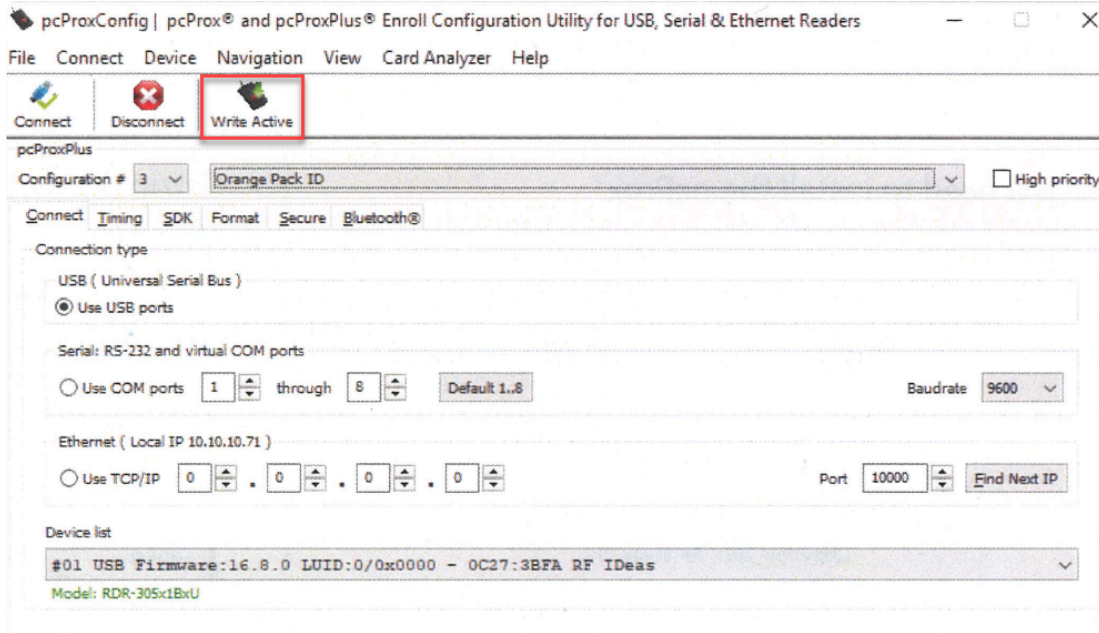 pcProxConfig | pcProx® and pcProxPlus® Enroll Configuration Utility for USB, Serial & Ethernet Readers
File Connect Device Navigation View Card Analyzer Help
Connect Disconnect Write Active
pcProxPlus
Configuration # 3 Orange Pack ID High priority
Connect Timing SDK Format Secure Bluetooth®
Connection type
USB ( Universal Serial Bus )
Use USB ports
Serial: RS-232 and virtual COM ports
Use COM ports 1 through 8 Default 1..8 Baudrate 9600
Ethernet ( Local IP 10.10.10.71 )
Use TCP/IP 0 . 0 . 0 . 0 Port 10000 Find Next IP
Device list
#01 USB Firmware:16.8.0 LUID:0/0x0000 - 0C27:3BFA RF IDeas
Model: RDR-305x1BxU